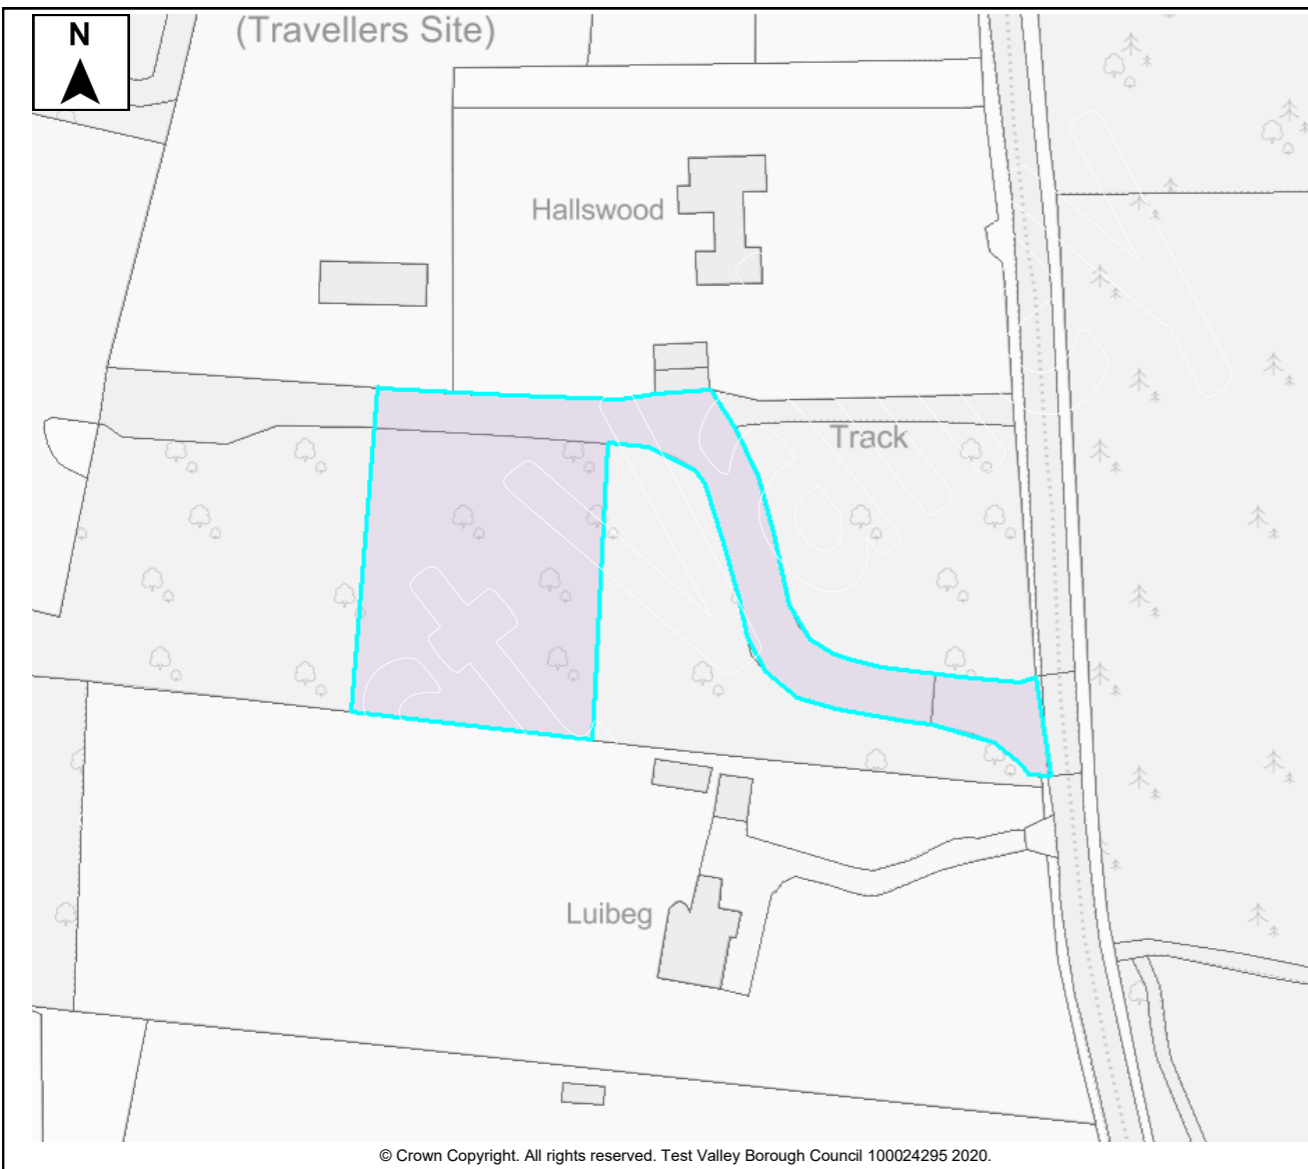 (Travellers Site)
N
Hallswood
Track
Luibeg
© Crown Copyright. All rights reserved. Test Valley Borough Council 100024295 2020.